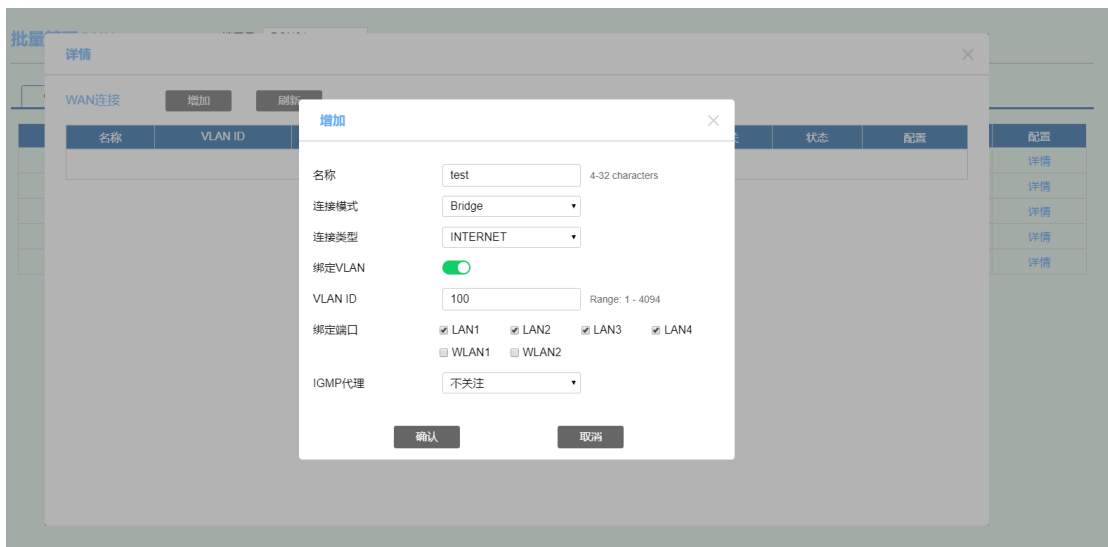 批量
详情
WAN连接 增加 刷新
名称 VLAN ID 状态 配置 配置
增加
详情
名称 test 4-32 characters
详情
连接模式 Bridge
详情
连接类型 INTERNET
详情
绑定VLAN
详情
VLAN ID 100 Range: 1 - 4094
绑定端口 LAN1 LAN2 LAN3 LAN4
WLAN1 WLAN2
IGMP代理 不关注
确认 取消